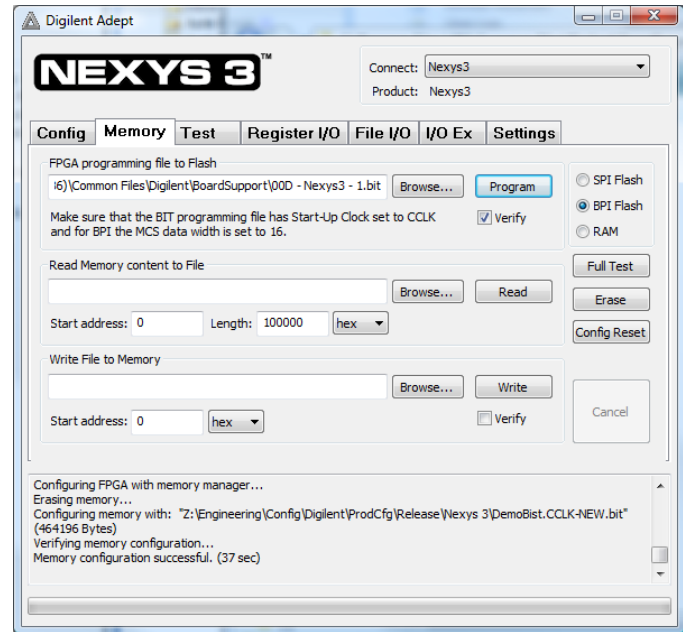 Digilent Adept
NEXYS 3™
Connect: Nexys3
Product: Nexys3
Config Memory Test Register I/O File I/O I/O Ex Settings
FPGA programming file to Flash
36)\Common Files\Digilent\BoardSupport\00D - Nexys3 - 1.bit Browse... Program
Make sure that the BIT programming file has Start-Up Clock set to CCLK
and for BPI the MCS data width is set to 16.
Verify
SPI Flash
BPI Flash
RAM
Read Memory content to File
Browse... Read
Start address: 0 Length: 100000 hex
Full Test
Erase
Config Reset
Write File to Memory
Browse... Write
Start address: 0 hex Verify
Cancel
Configuring FPGA with memory manager...
Erasing memory...
Configuring memory with: "Z:\Engineering\Config\Digilent\ProdCfg\Release\Nexys 3\DemoBist.CCLK-NEW.bit"
(464196 Bytes)
Verifying memory configuration...
Memory configuration successful. (37 sec)